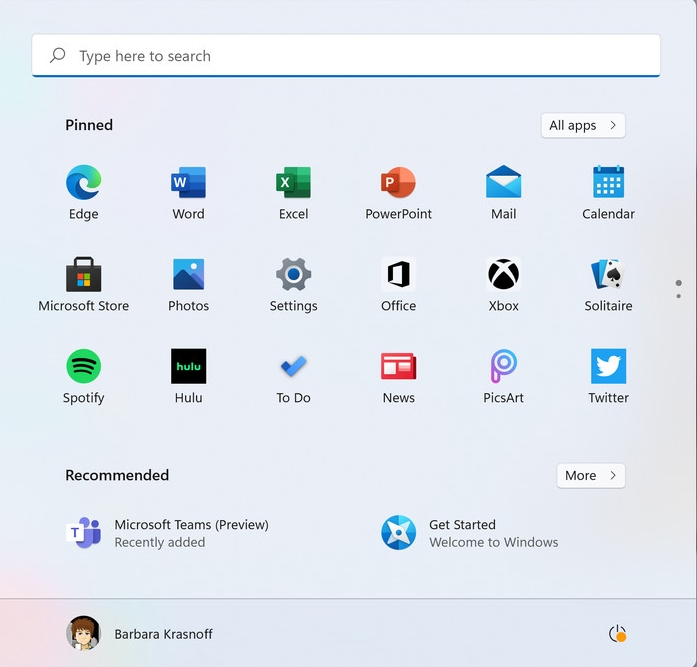 Type here to search
Pinned
All apps
Edge
Word
Excel
PowerPoint
Mail
Calendar
Microsoft Store
Photos
Settings
Office
Xbox
Solitaire
hulu
Spotify
Hulu
To Do
News
PicsArt
Twitter
Recommended
More
Microsoft Teams (Preview)
Recently added
Get Started
Welcome to Windows
Barbara Krasnoff